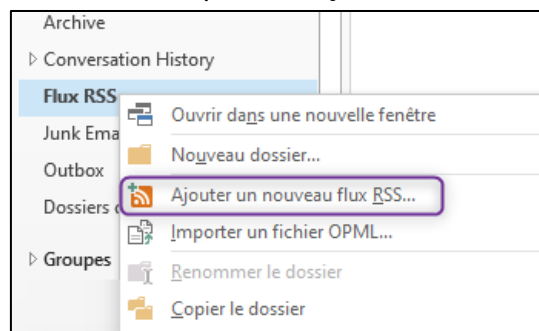 Archive
Conversation History
Flux RSS
Ouvrir dans une nouvelle fenêtre
Junk Ema
Nouveau dossier...
Outbox
Ajouter un nouveau flux RSS...
Dossiers
Importer un fichier OPML...
Groupes
Renommer le dossier
Copier le dossier